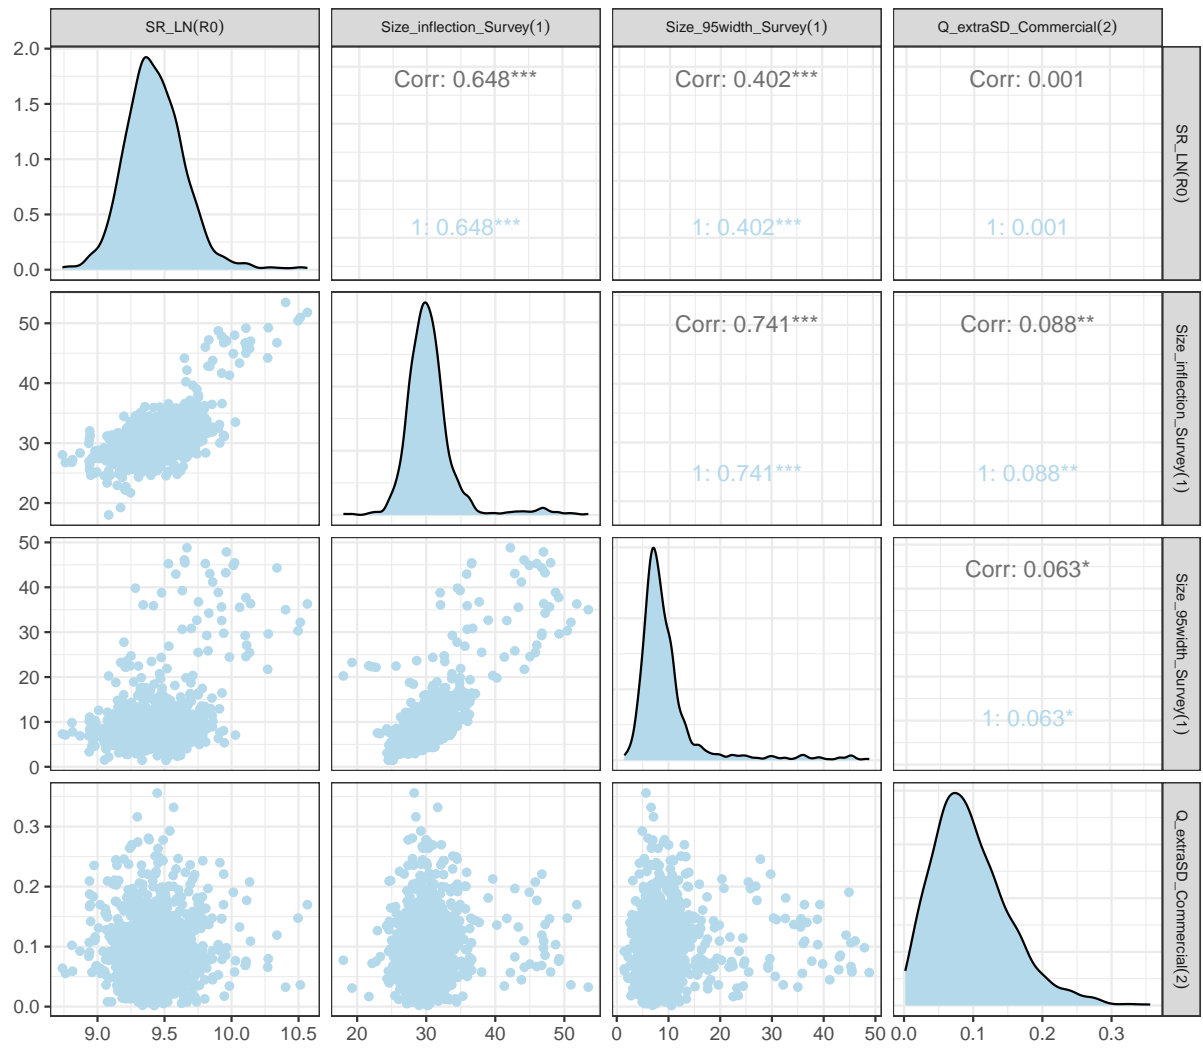 SR_LN(R0) Size_inflection_Survey(1) Size_95width_Survey(1) Q_extraSD_Commercial(2)
2.0
1.5
1.0
0.5
0.0
Corr: 0.648*** Corr: 0.402*** Corr: 0.001
1: 0.648*** 1: 0.402*** 1: 0.001
SR_LN(R0)
50
40
30
20
Corr: 0.741*** Corr: 0.088**
1: 0.741*** 1: 0.088**
Size_inflection_Survey(1)
50
40
30
20
10
0
Corr: 0.063*
1: 0.063*
Size_95width_Survey(1)
0.3
0.2
0.1
0.0
Q_extraSD_Commercial(2)
9.0 9.5 10.0 10.5 20 30 40 50 0 10 20 30 40 50 0.0 0.1 0.2 0.3